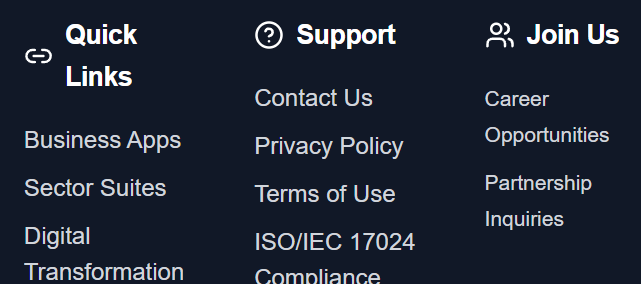 Quick
Links
Business Apps
Sector Suites
Digital
Transformation
Support
Contact Us
Privacy Policy
Terms of Use
ISO/IEC 17024
Compliance
Join Us
Career
Opportunities
Partnership
Inquiries